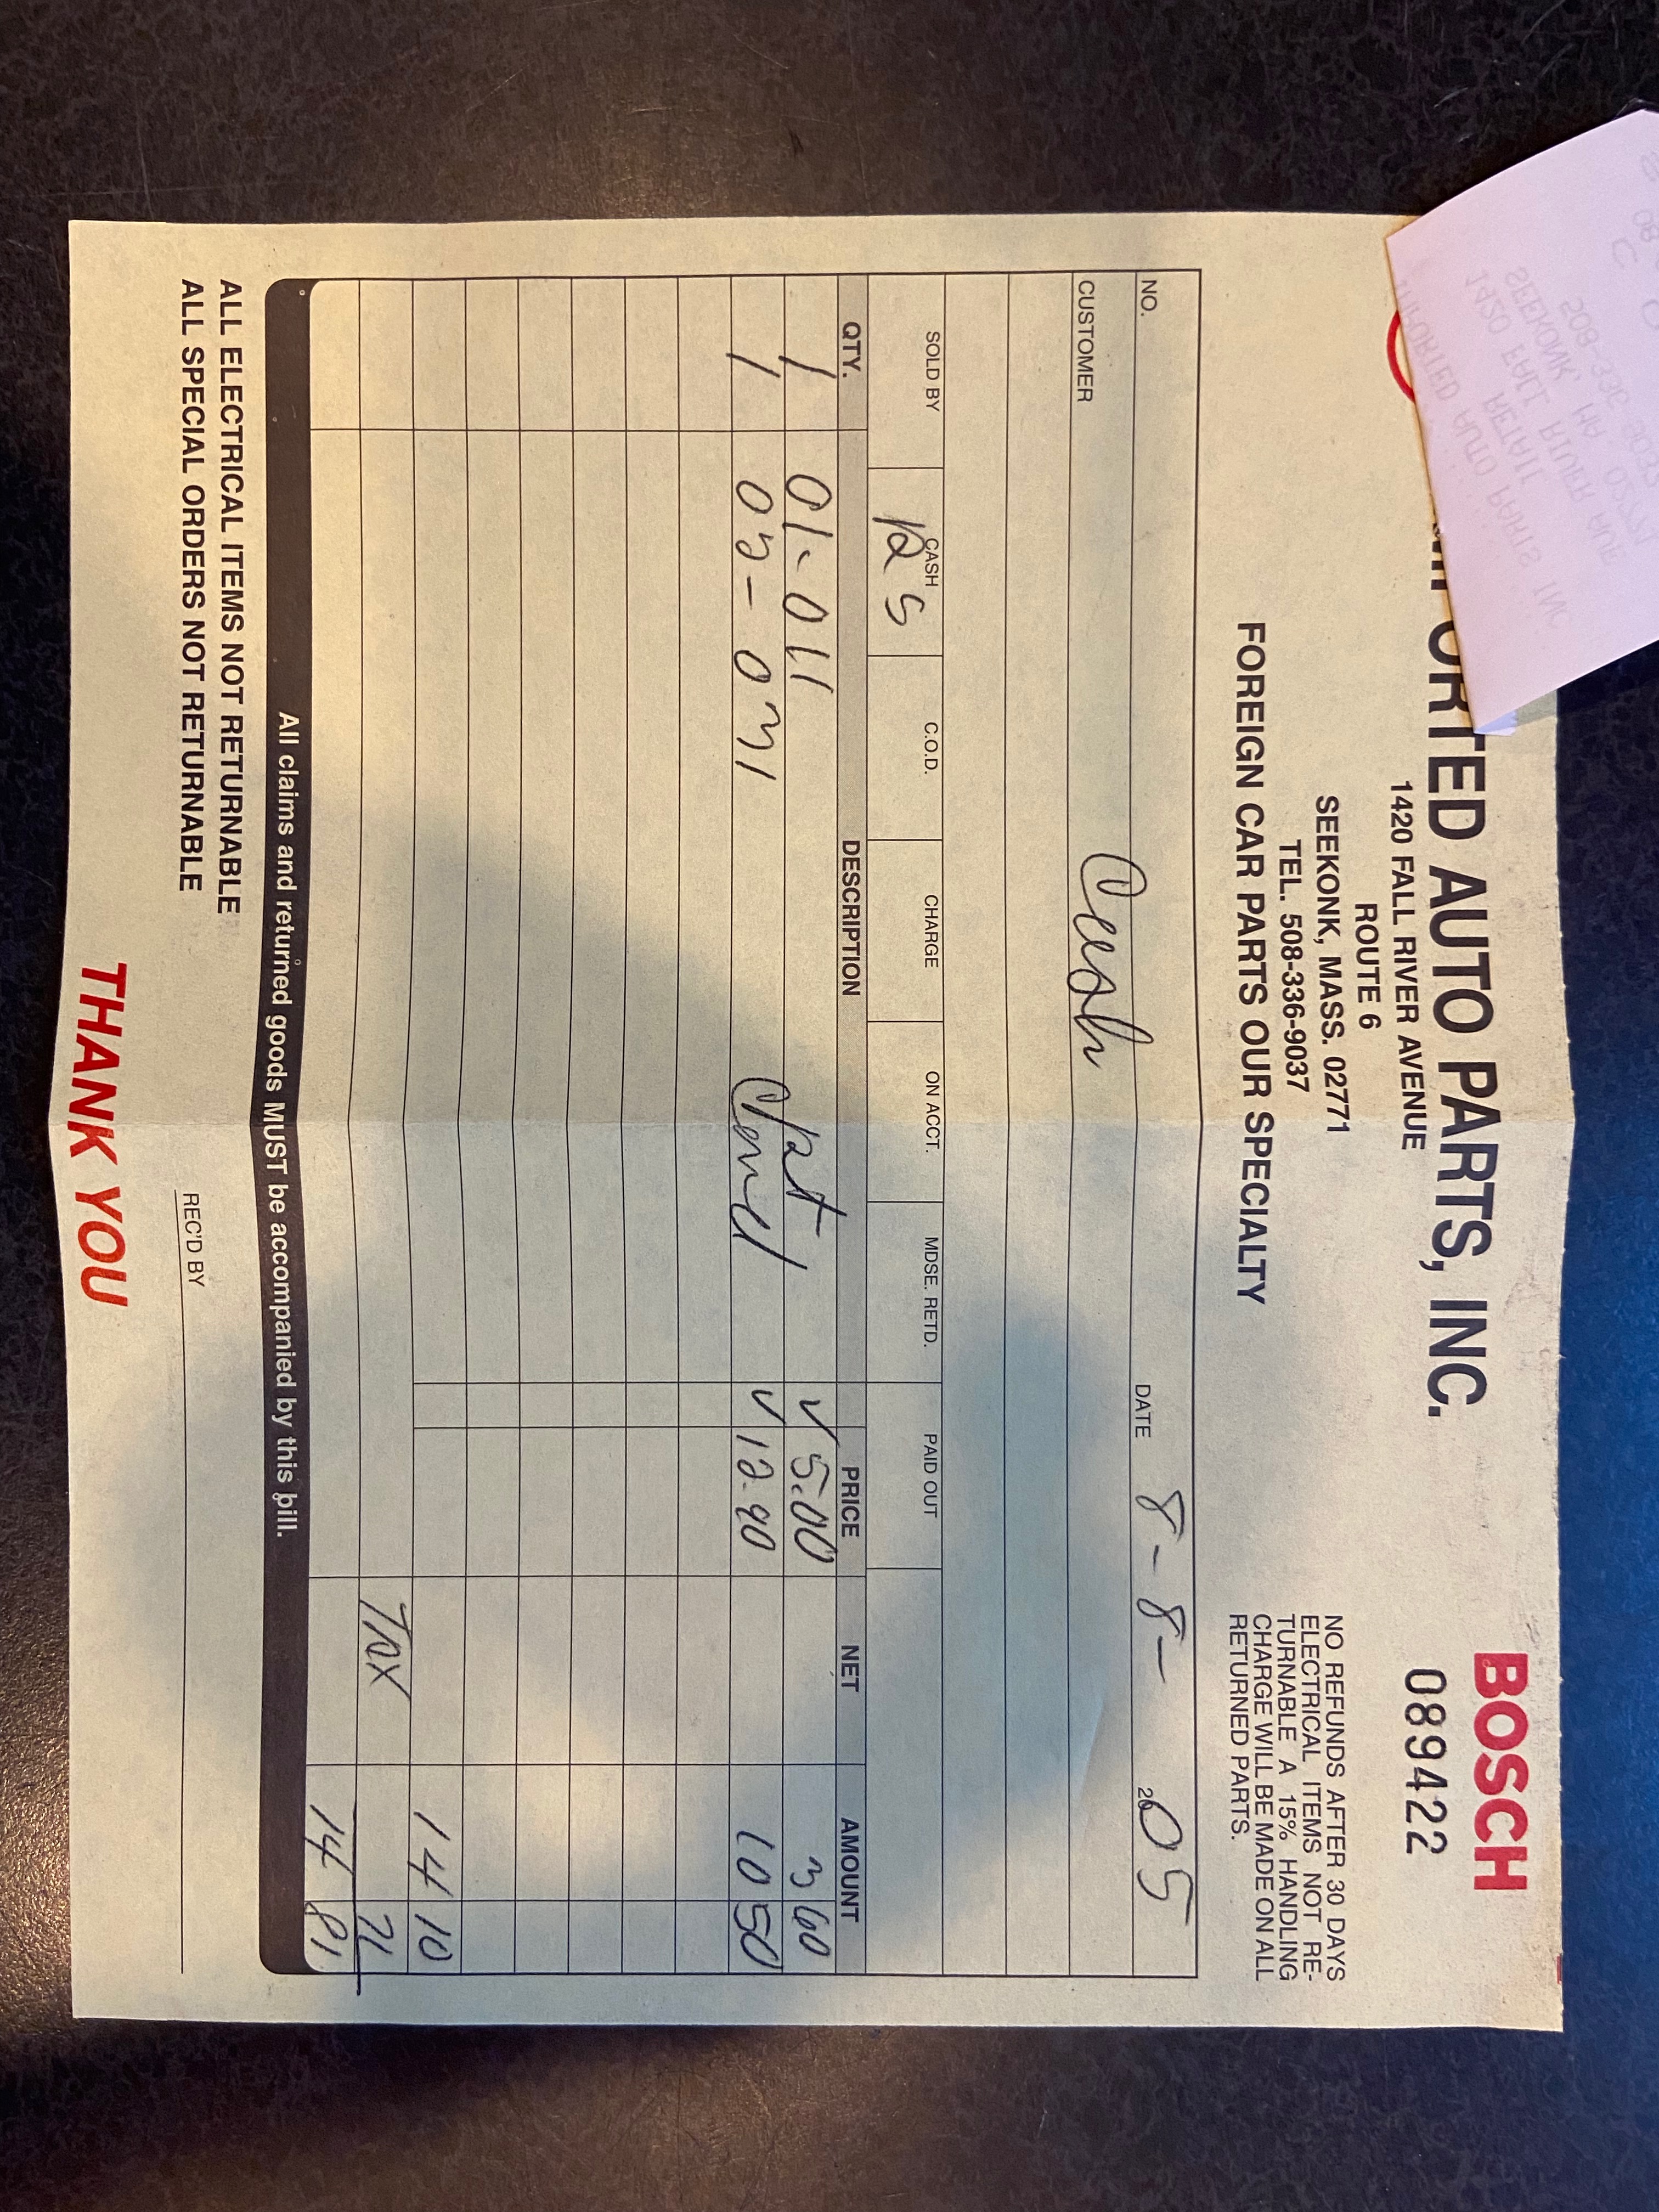 BOSCH
ORTED AUTO PARTS, INC.
089422
1420 FALL RIVER AVENUE
ROUTE 6
SEEKONK, MASS. 02771
TEL. 508-336-9037
FOREIGN CAR PARTS OUR SPECIALTY
NO REFUNDS AFTER 30 DAYS
ELECTRICAL ITEMS NOT RE-
TURNABLE A 15% HANDLING
CHARGE WILL BE MADE ON ALL
RETURNED PARTS.
NO. DATE 8-8- 20 05
CUSTOMER Cash
SOLD BY CASH C.O.D. CHARGE ON ACCT. MDSE. RETD. PAID OUT
QTY. DESCRIPTION PRICE NET AMOUNT
1 01-011 ✓ 5.00 3 60
1 03-031 ✓ 12.90 10 50
14 10
TAX 71
14 81
All claims and returned goods MUST be accompanied by this bill.
ALL ELECTRICAL ITEMS NOT RETURNABLE
ALL SPECIAL ORDERS NOT RETURNABLE
REC'D BY
THANK YOU